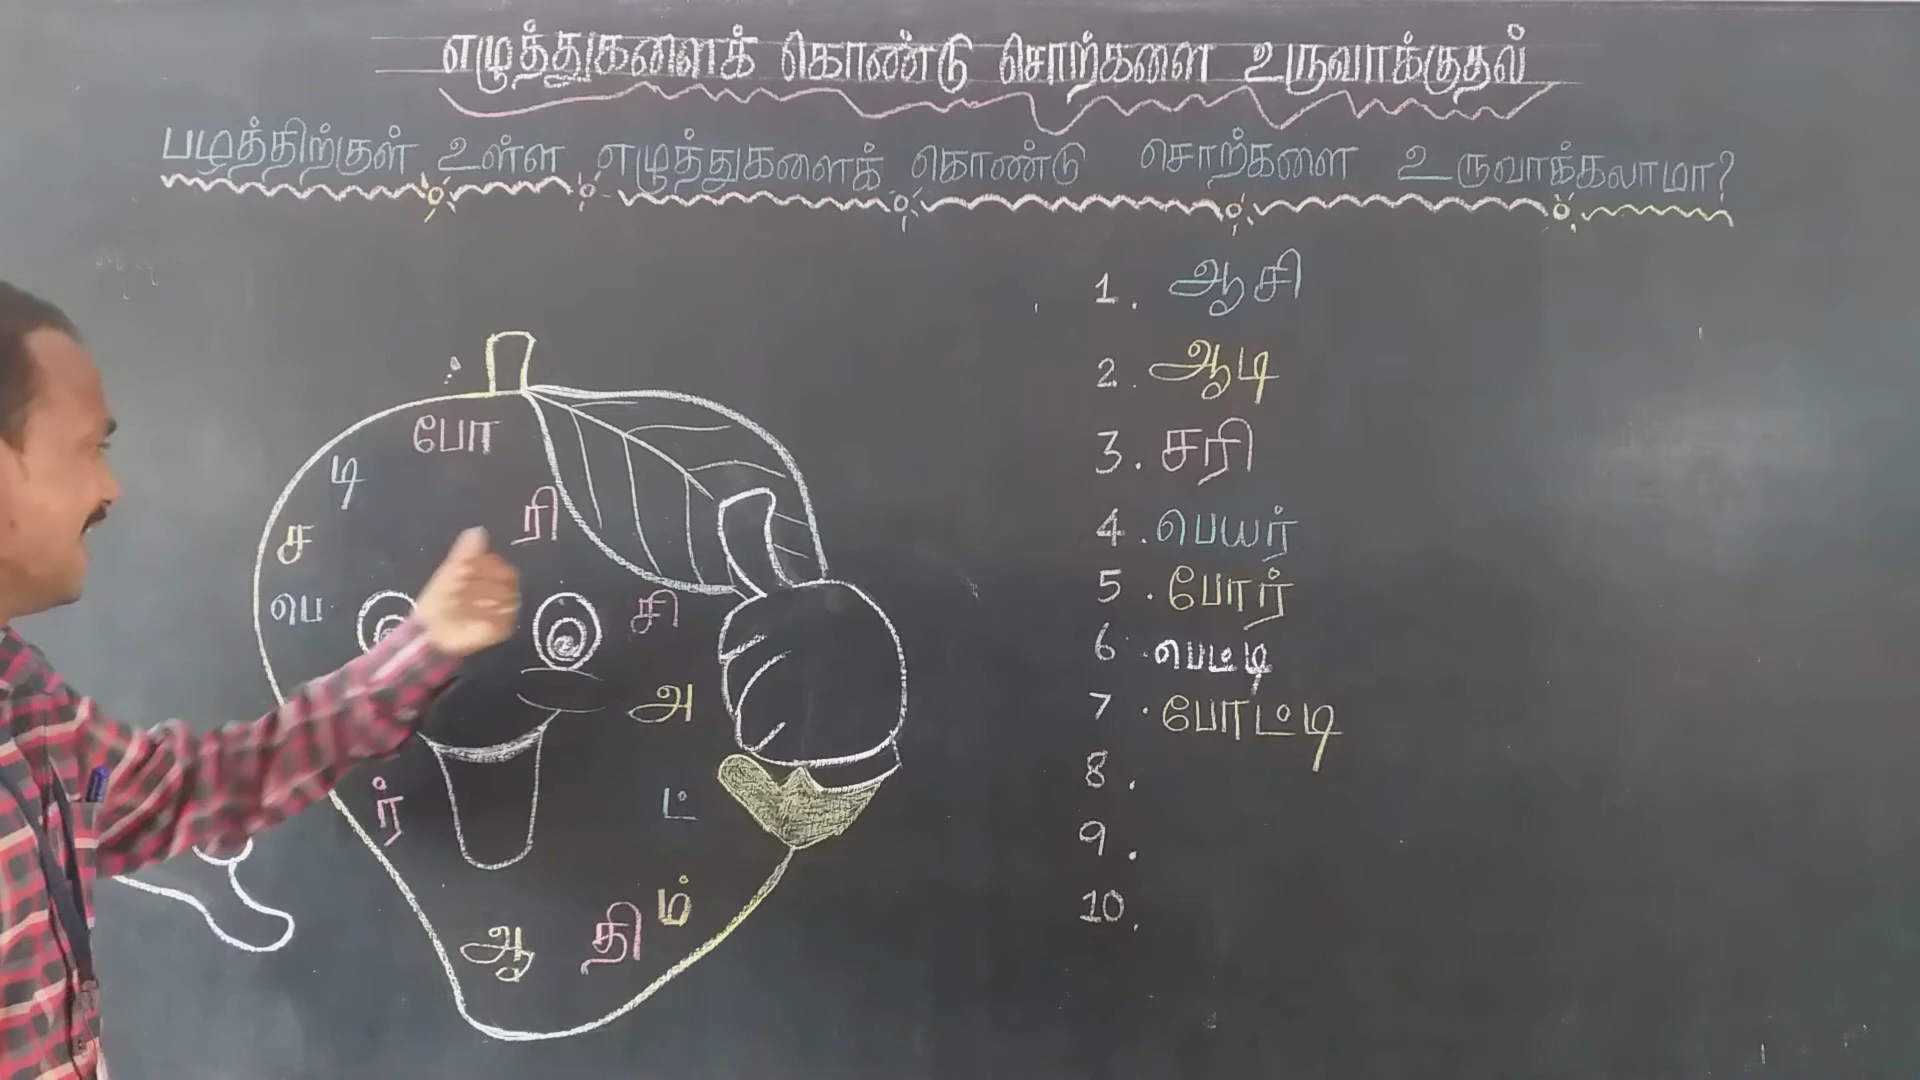 எழுத்துகளைக் கொண்டு சொற்களை உருவாக்குதல்
படத்திற்குள் உள்ள எழுத்துகளைக் கொண்டு சொற்களை உருவாக்கலாமா?
1. ஆசி
2. ஆடி
3. சரி
4. பெயர்
5. போர்
6. பெட்டி
7. போட்டி
8.
9.
10.
போ
டி
ரி
ச
பெ
சி
அ
ர்
ட்
ம்
தி
ஆ